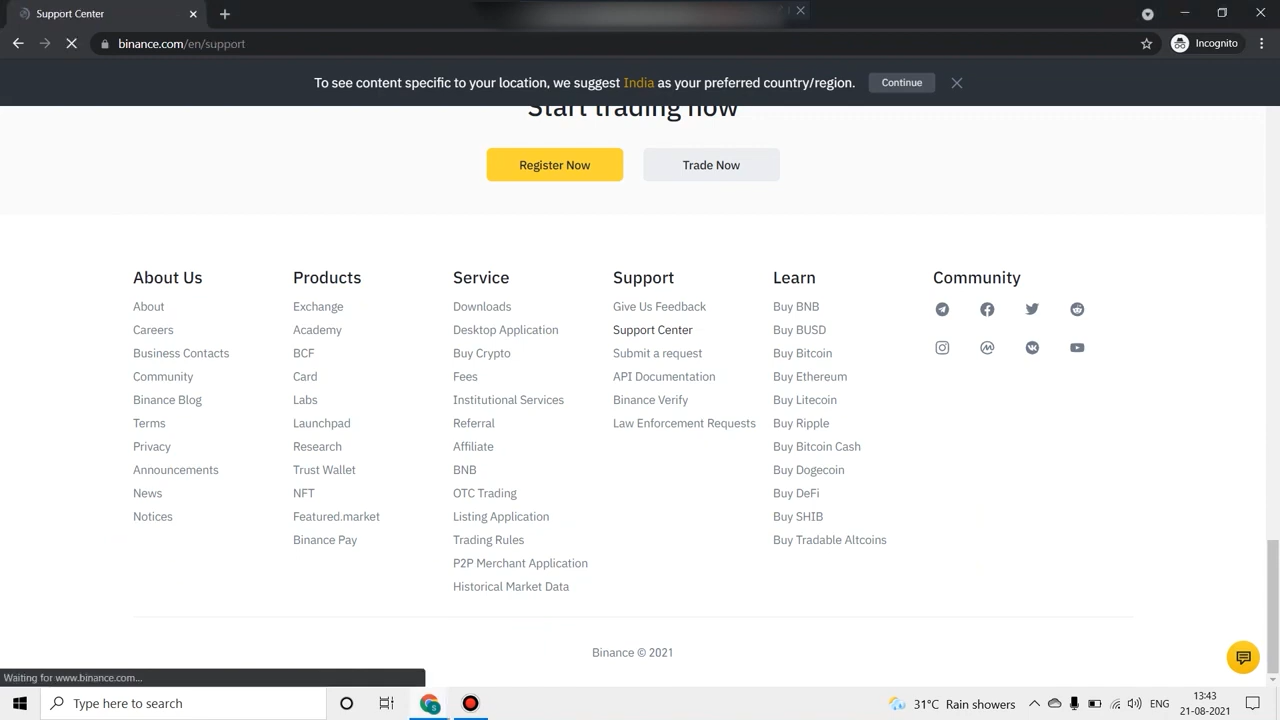 Support Center
binance.com/en/support
Incognito
To see content specific to your location, we suggest India as your preferred country/region.
Continue
Start trading now
Register Now
Trade Now
About Us
About
Careers
Business Contacts
Community
Binance Blog
Terms
Privacy
Announcements
News
Notices
Products
Exchange
Academy
BCF
Card
Labs
Launchpad
Research
Trust Wallet
NFT
Featured.market
Binance Pay
Service
Downloads
Desktop Application
Buy Crypto
Fees
Institutional Services
Referral
Affiliate
BNB
OTC Trading
Listing Application
Trading Rules
P2P Merchant Application
Historical Market Data
Support
Give Us Feedback
Support Center
Submit a request
API Documentation
Binance Verify
Law Enforcement Requests
Learn
Buy BNB
Buy BUSD
Buy Bitcoin
Buy Ethereum
Buy Litecoin
Buy Ripple
Buy Bitcoin Cash
Buy Dogecoin
Buy DeFi
Buy SHIB
Buy Tradable Altcoins
Community
Binance © 2021
Waiting for www.binance.com...
Type here to search
31°C Rain showers
ENG
13:43
21-08-2021